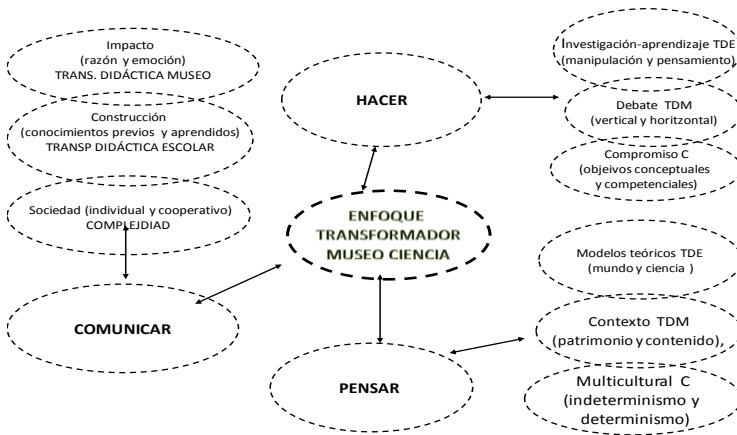 Impacto
(razón y emoción)
TRANS. DIDÁCTICA MUSEO
Construcción
(conocimientos previos y aprendidos)
TRANSP DIDÁCTICA ESCOLAR
Sociedad (individual y cooperativo)
COMPLEJDIAD
COMUNICAR
HACER
ENFOQUE
TRANSFORMADOR
MUSEO CIENCIA
PENSAR
Investigación-aprendizaje TDE
(manipulación y pensamiento)
Debate TDM
(vertical y horitzontal)
Compromiso C
(objeivos conceptuales
y competenciales)
Modelos teóricos TDE
(mundo y ciencia )
Contexto TDM
(patrimonio y contenido),
Multicultural C
(indeterminismo y
determinismo)